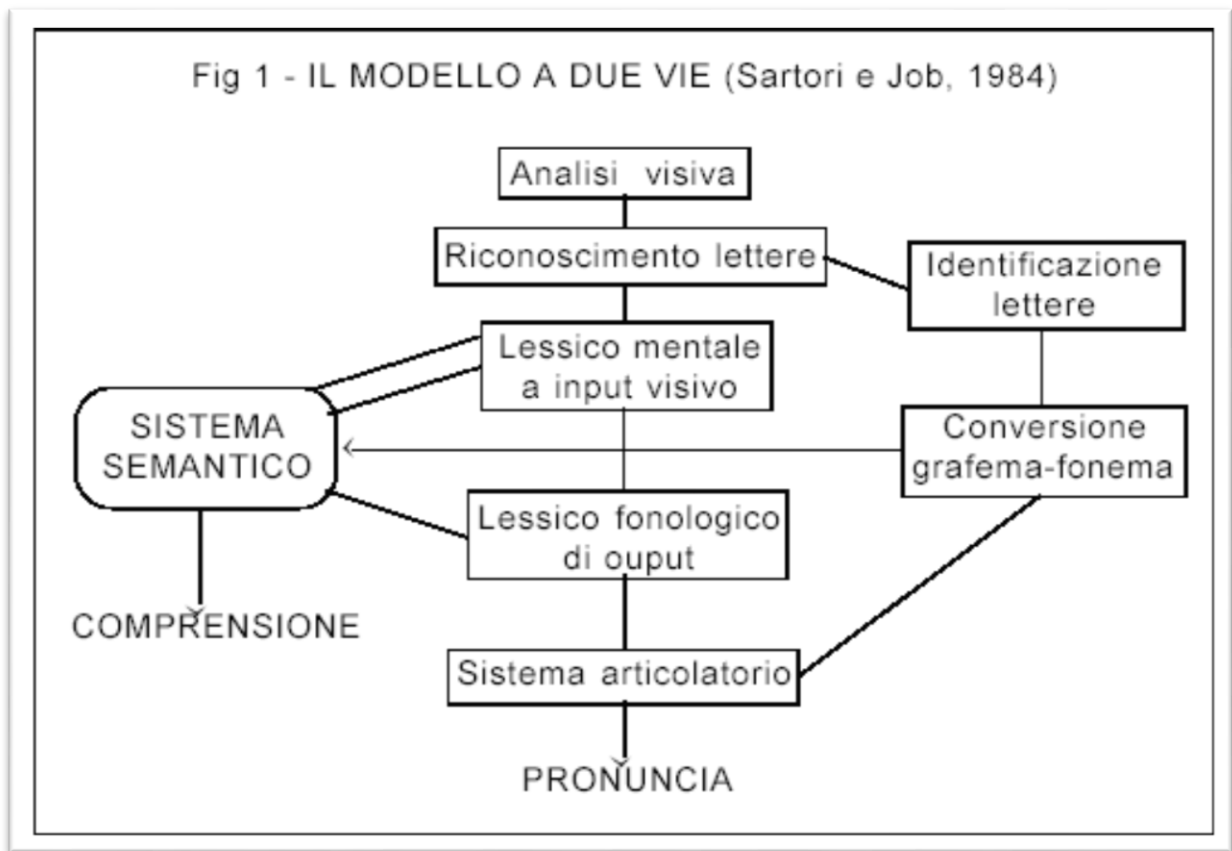 Fig 1 - IL MODELLO A DUE VIE (Sartori e Job, 1984)
Analisi visiva
Riconoscimento lettere
Identificazione
lettere
Lessico mentale
a input visivo
SISTEMA
SEMANTICO
Conversione
grafema-fonema
Lessico fonologico
di ouput
COMPRENSIONE
Sistema articolatorio
PRONUNCIA